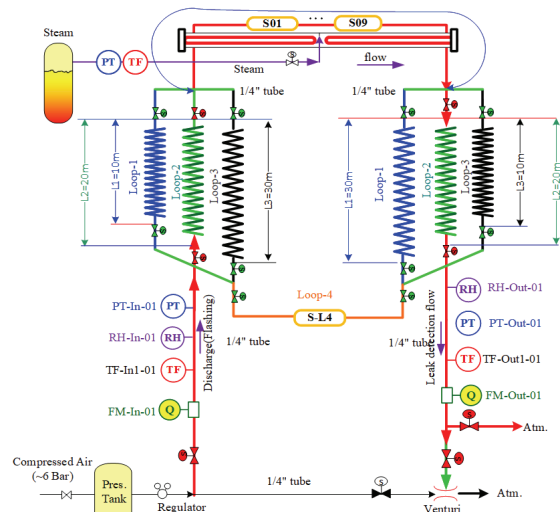 S01 ... S09
Steam
PT
TF
S
Steam
flow
1/4" tube
1/4" tube
L2=20m
L1=10m
Loop-1
Loop-2
Loop-3
L3=30m
L1=30m
Loop-1
Loop-2
Loop-3
L3=10m
L2=20m
Loop-4
S-L4
1/4" tube
1/4" tube
PT-In-01
PT
RH-In-01
RH
TF-In1-01
TF
FM-In-01
Q
Discharge(Flashing)
Leak detection flow
RH
RH-Out-01
PT
PT-Out-01
TF
TF-Out1-01
Q
FM-Out-01
S
Atm.
Compressed Air
(~6 Bar)
Pres.
Tank
Regulator
1/4" tube
S
Venturi
Atm.